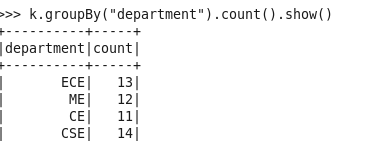 >>> k.groupBy("department").count().show()
+----------+-----+
|department|count|
+----------+-----+
|       ECE|   13|
|        ME|   12|
|        CE|   11|
|       CSE|   14|